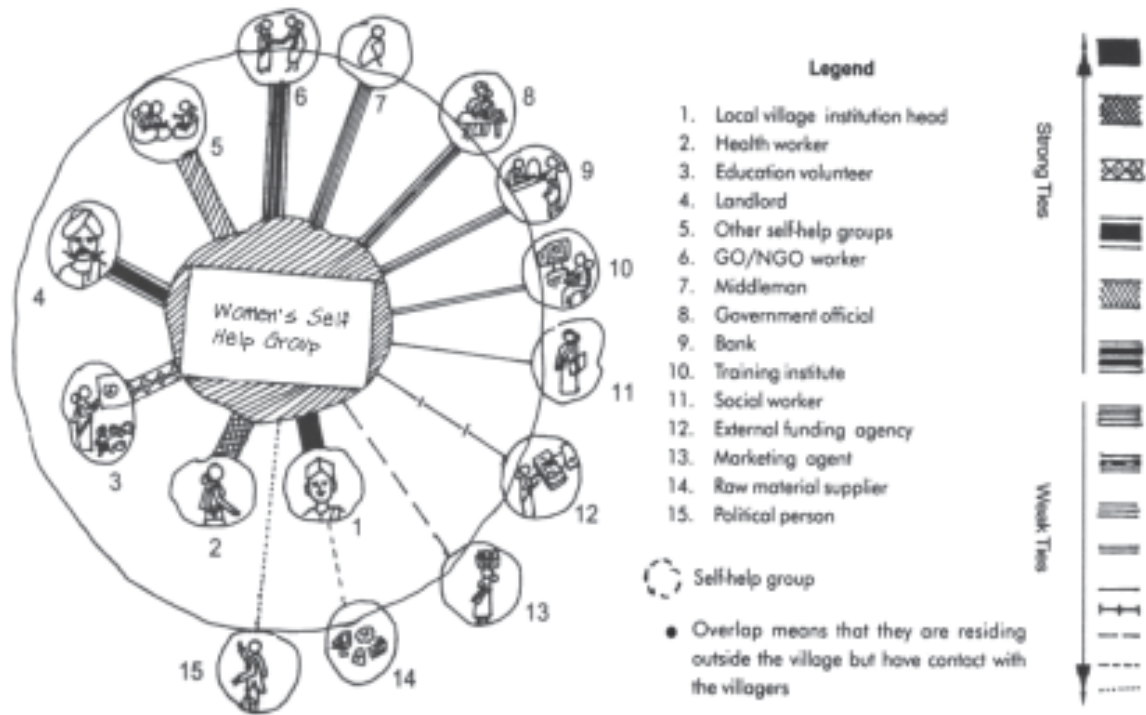 6
7
8
5
9
4
10
Women's Self
Help Group
11
3
12
2
1
13
15
14
Legend
1. Local village institution head
2. Health worker
3. Education volunteer
4. Landlord
5. Other self-help groups
6. GO/NGO worker
7. Middleman
8. Government official
9. Bank
10. Training institute
11. Social worker
12. External funding agency
13. Marketing agent
14. Raw material supplier
15. Political person
Self-help group
• Overlap means that they are residing
outside the village but have contact with
the villagers
Strong Ties
Weak Ties